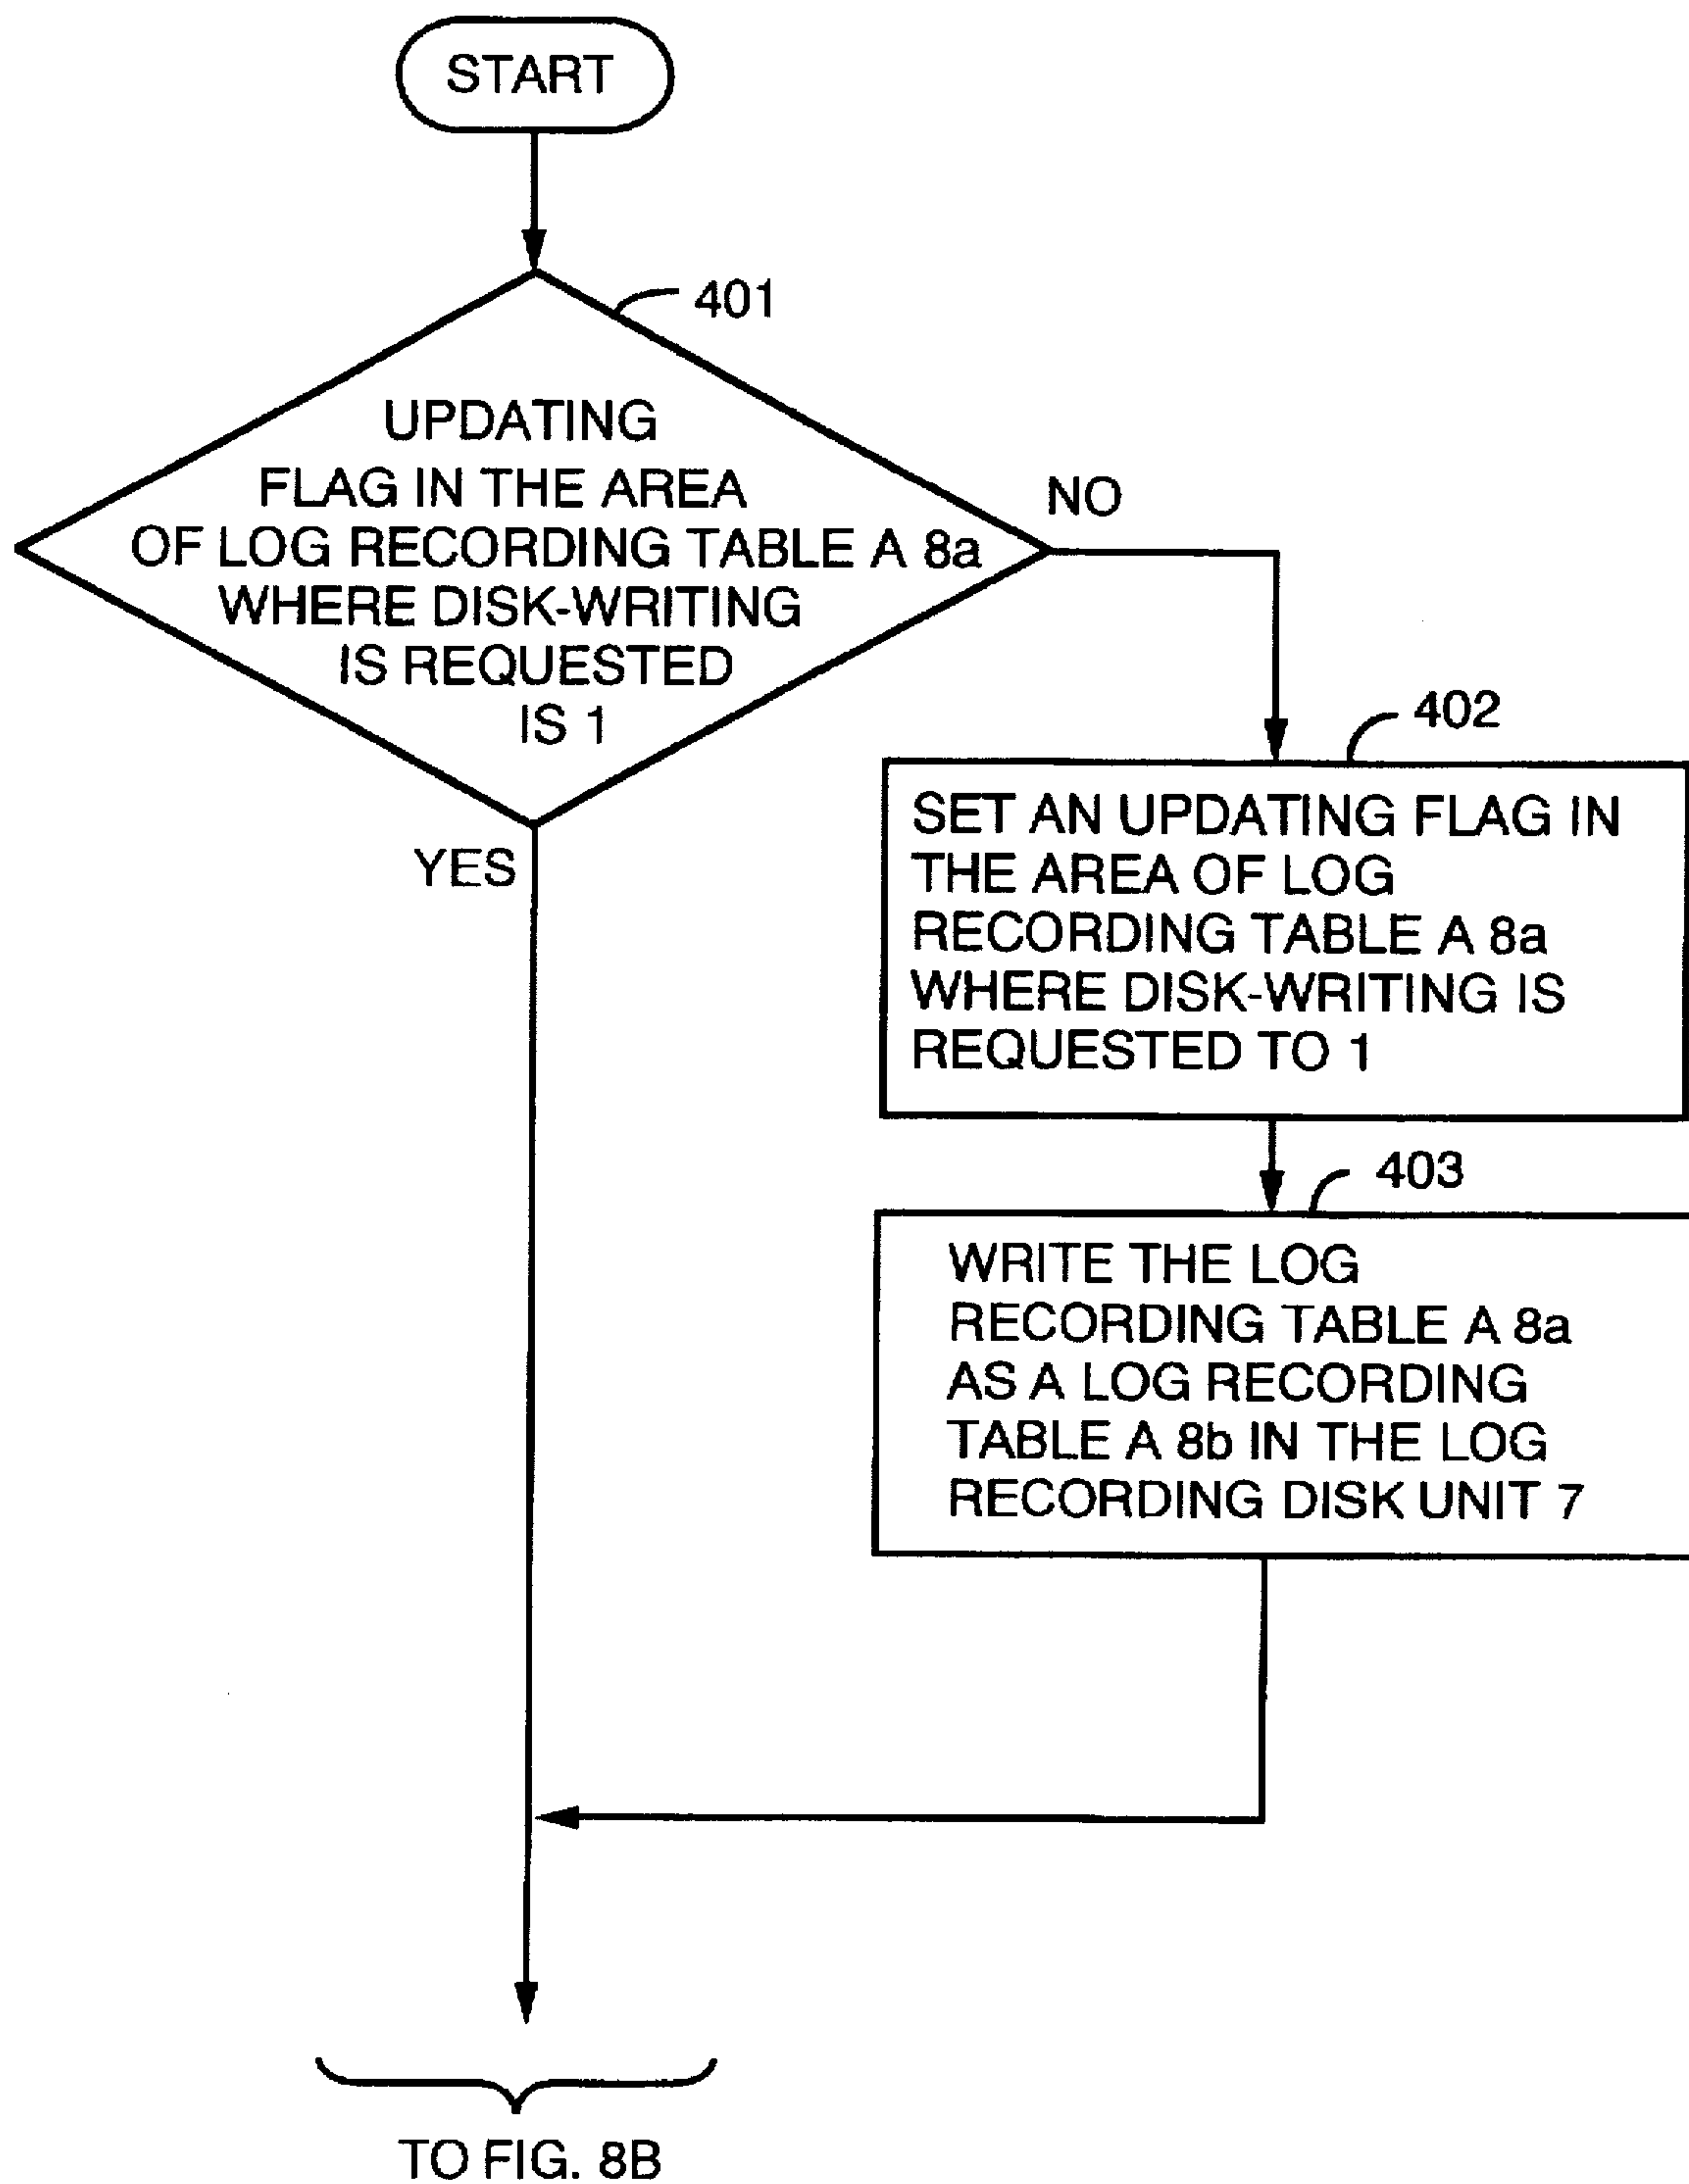 START
401
UPDATING
FLAG IN THE AREA
OF LOG RECORDING TABLE A 8a
WHERE DISK-WRITING
IS REQUESTED
IS 1
NO
YES
402
SET AN UPDATING FLAG IN
THE AREA OF LOG
RECORDING TABLE A 8a
WHERE DISK-WRITING IS
REQUESTED TO 1
403
WRITE THE LOG
RECORDING TABLE A 8a
AS A LOG RECORDING
TABLE A 8b IN THE LOG
RECORDING DISK UNIT 7
TO FIG. 8B